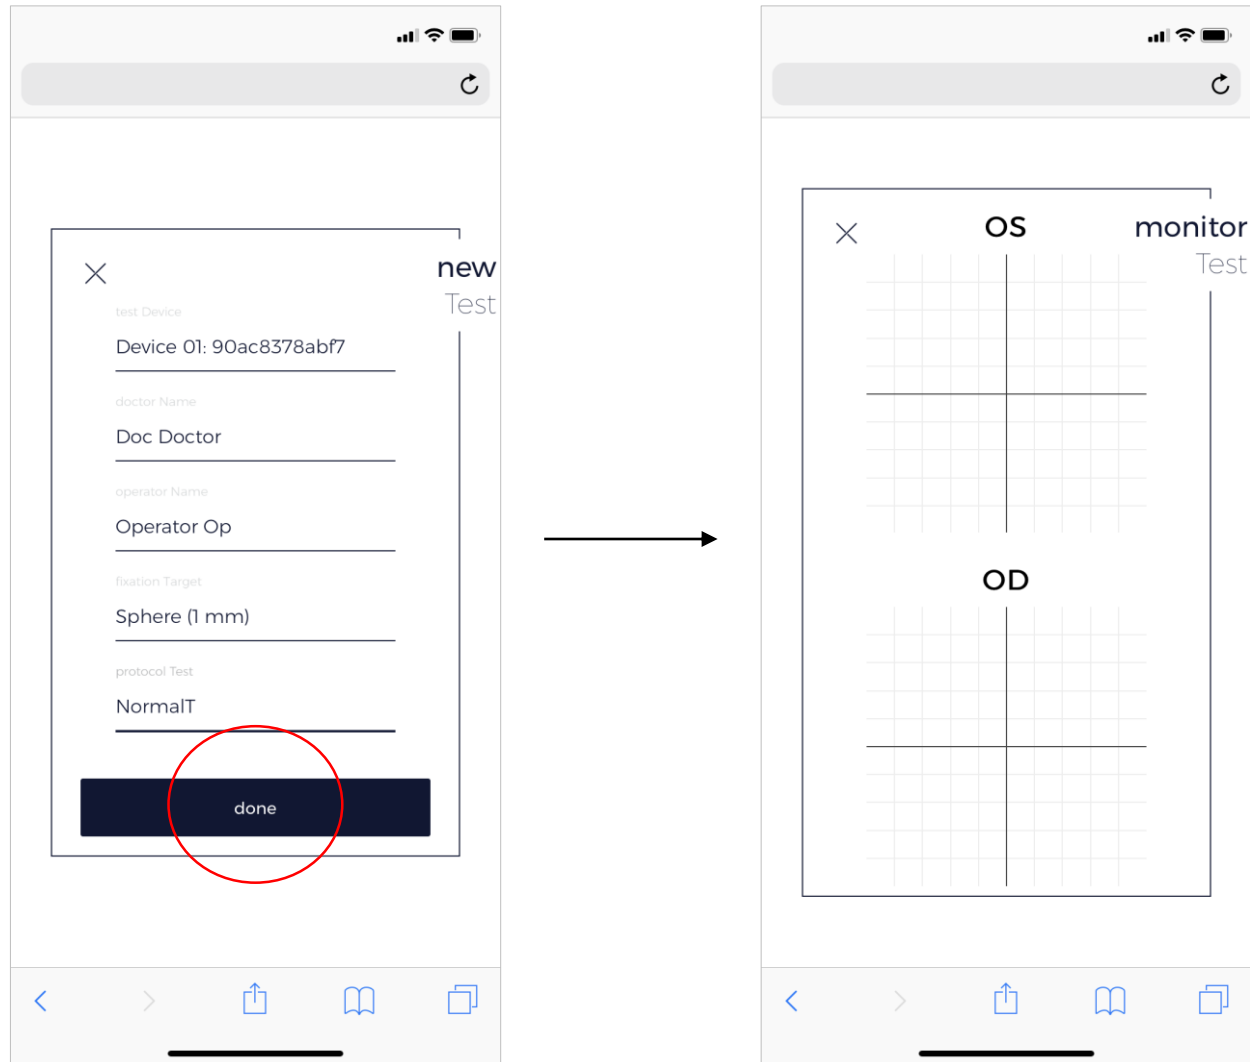 new
Test
test Device
Device 01: 90ac8378abf7
doctor Name
Doc Doctor
operator Name
Operator Op
fixation Target
Sphere (1 mm)
protocol Test
NormalT
done
OS
monitor
Test
OD